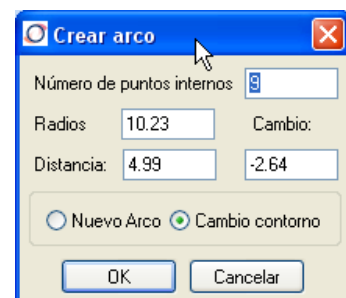 Crear arco
Número de puntos internos 9
Radios 10.23 Cambio:
Distancia: 4.99 -2.64
Nuevo Arco Cambio contorno
OK Cancelar